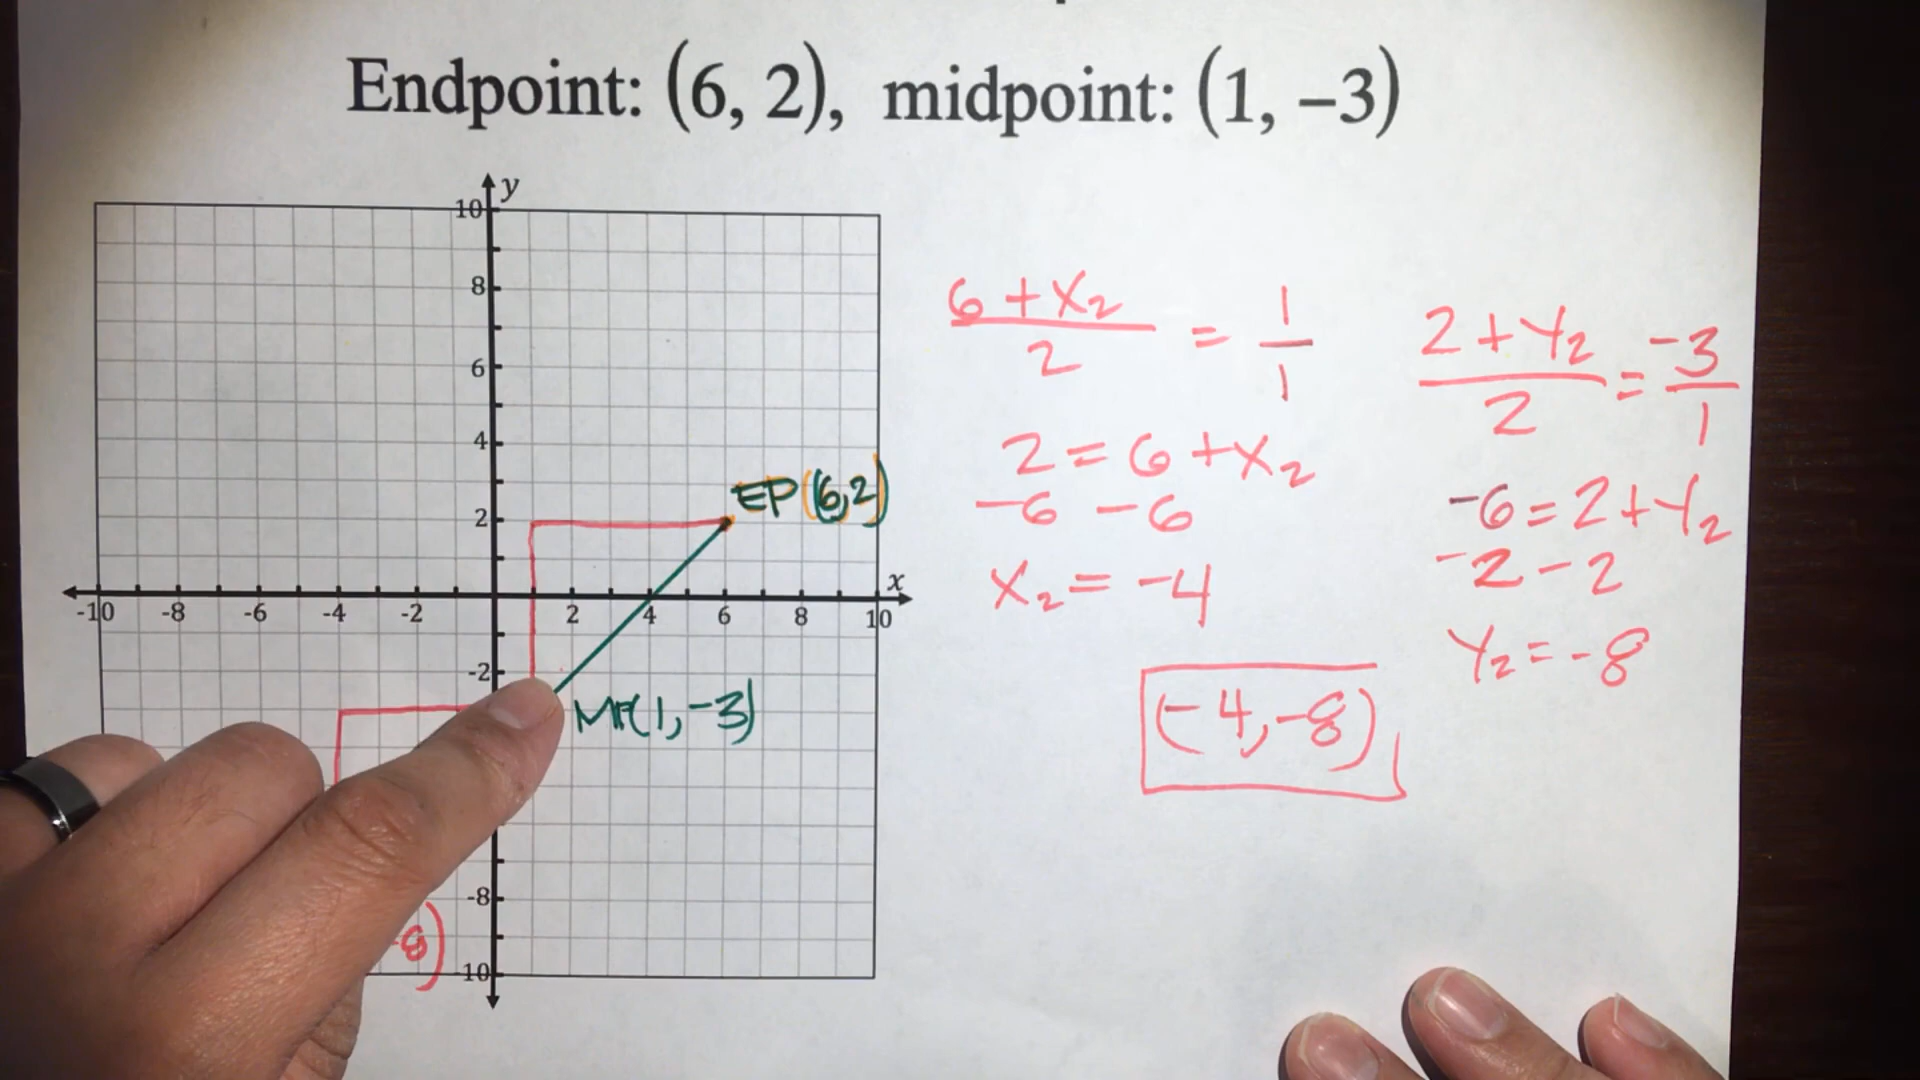 Endpoint: (6, 2), midpoint: (1, −3)
y
10
8
6
4
2
EP(6,2)
x
-10 -8 -6 -4 -2 2 4 6 8 10
-2
MP(1,-3)
-8
-8)
-10
6+X₂/2 = 1/1
2=6+X₂
-6 -6
X₂=-4
2+Y₂/2 = -3/1
-6=2+Y₂
-2-2
Y₂=-8
(-4,-8)